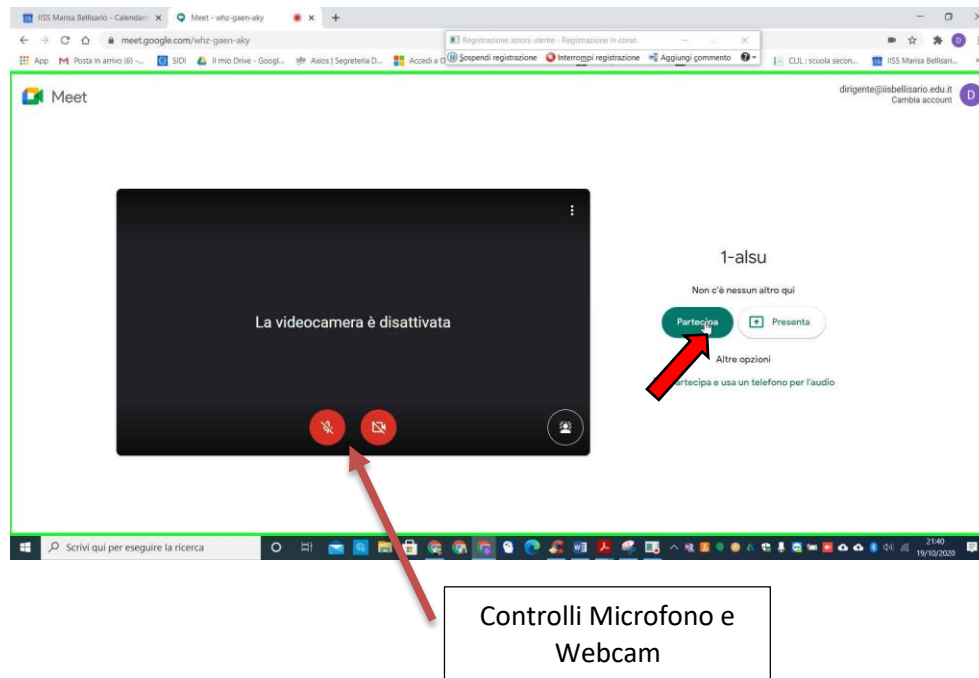 IISS Marisa Bellisario - Calendario
Meet - whz-gaen-aky
meet.google.com/whz-gaen-aky
Registrazione azioni utente - Registrazione in corso
Sospendi registrazione Interrompi registrazione Aggiungi commento
App Posta in arrivo (6) -... SIDI Il mio Drive - Googl... Axios | Segreteria D... Accedi a O CLIL : scuola secon... IISS Marisa Bellisari...
Meet
dirigente@iisbellisario.edu.it
Cambia account
D
La videocamera è disattivata
1-alsu
Non c'è nessun altro qui
Partecipa Presenta
Altre opzioni
artecipa e usa un telefono per l'audio
Scrivi qui per eseguire la ricerca
21:40
19/10/2020
Controlli Microfono e
Webcam